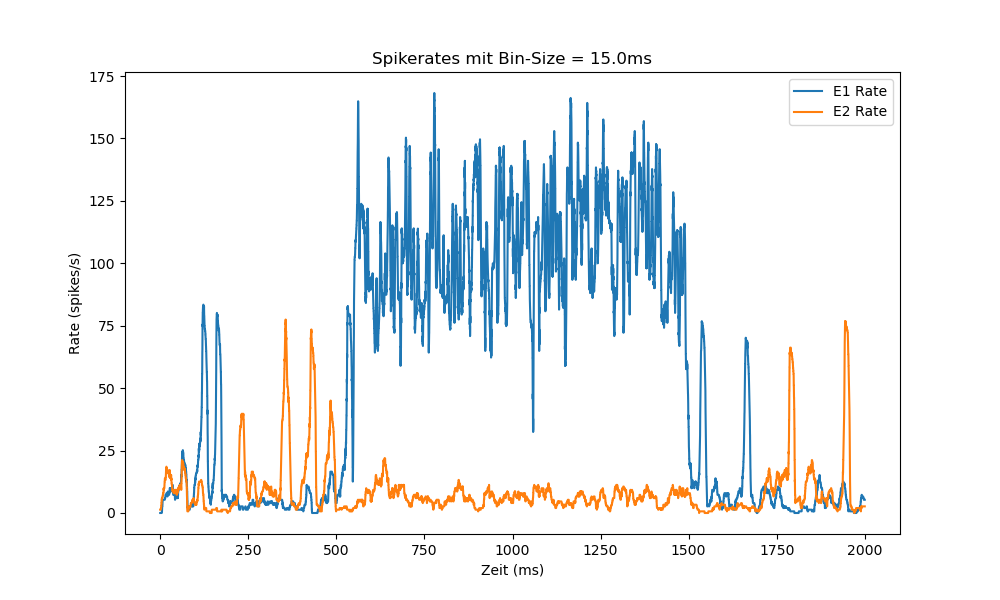 Spikerates mit Bin-Size = 15.0ms
E1 Rate
E2 Rate
Rate (spikes/s)
175
150
125
100
75
50
25
0
0 250 500 750 1000 1250 1500 1750 2000
Zeit (ms)